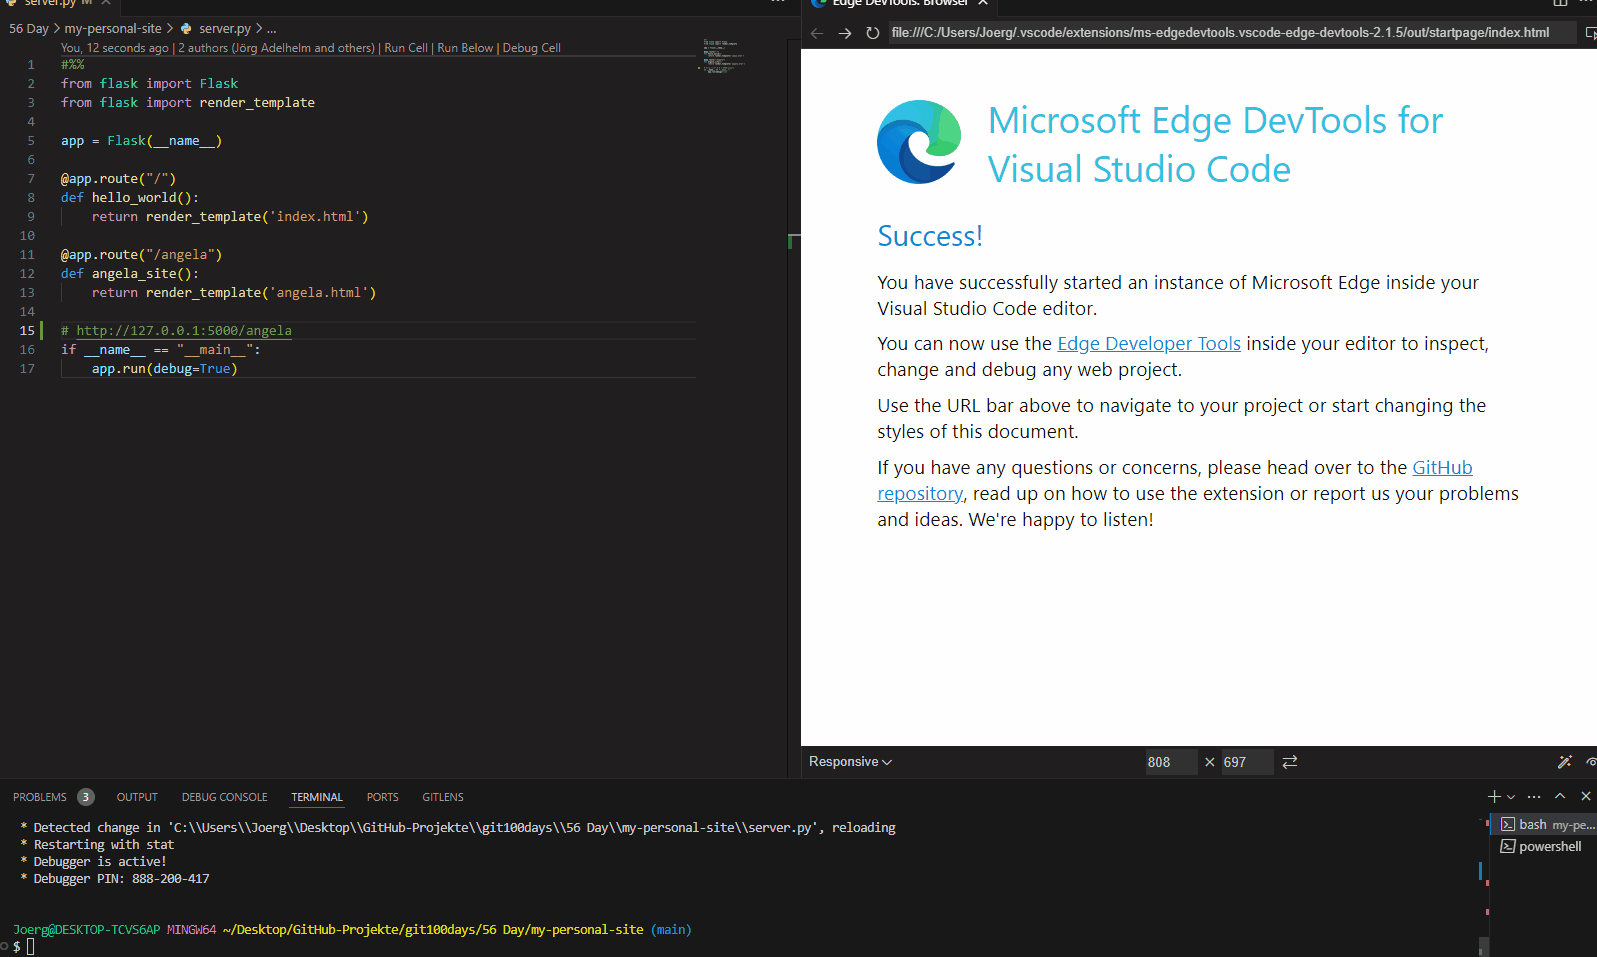 server.py M
Edge DevTools: Browser
56 Day > my-personal-site > server.py > ...
file:///C:/Users/Joerg/.vscode/extensions/ms-edgedevtools.vscode-edge-devtools-2.1.5/out/startpage/index.html
You, 12 seconds ago | 2 authors (Jörg Adelhelm and others) | Run Cell | Run Below | Debug Cell
1 #%%
2 from flask import Flask
3 from flask import render_template
4
5 app = Flask(__name__)
6
7 @app.route("/")
8 def hello_world():
9     return render_template('index.html')
10
11 @app.route("/angela")
12 def angela_site():
13     return render_template('angela.html')
14
15 # http://127.0.0.1:5000/angela
16 if __name__ == "__main__":
17     app.run(debug=True)
Microsoft Edge DevTools for
Visual Studio Code
Success!
You have successfully started an instance of Microsoft Edge inside your
Visual Studio Code editor.
You can now use the Edge Developer Tools inside your editor to inspect,
change and debug any web project.
Use the URL bar above to navigate to your project or start changing the
styles of this document.
If you have any questions or concerns, please head over to the GitHub
repository, read up on how to use the extension or report us your problems
and ideas. We're happy to listen!
Responsive 808 × 697
PROBLEMS 3 OUTPUT DEBUG CONSOLE TERMINAL PORTS GITLENS
* Detected change in 'C:\\Users\\Joerg\\Desktop\\GitHub-Projekte\\git100days\\56 Day\\my-personal-site\\server.py', reloading
* Restarting with stat
* Debugger is active!
* Debugger PIN: 888-200-417
Joerg@DESKTOP-TCVS6AP MINGW64 ~/Desktop/GitHub-Projekte/git100days/56 Day/my-personal-site (main)
$
bash my-pe...
powershell